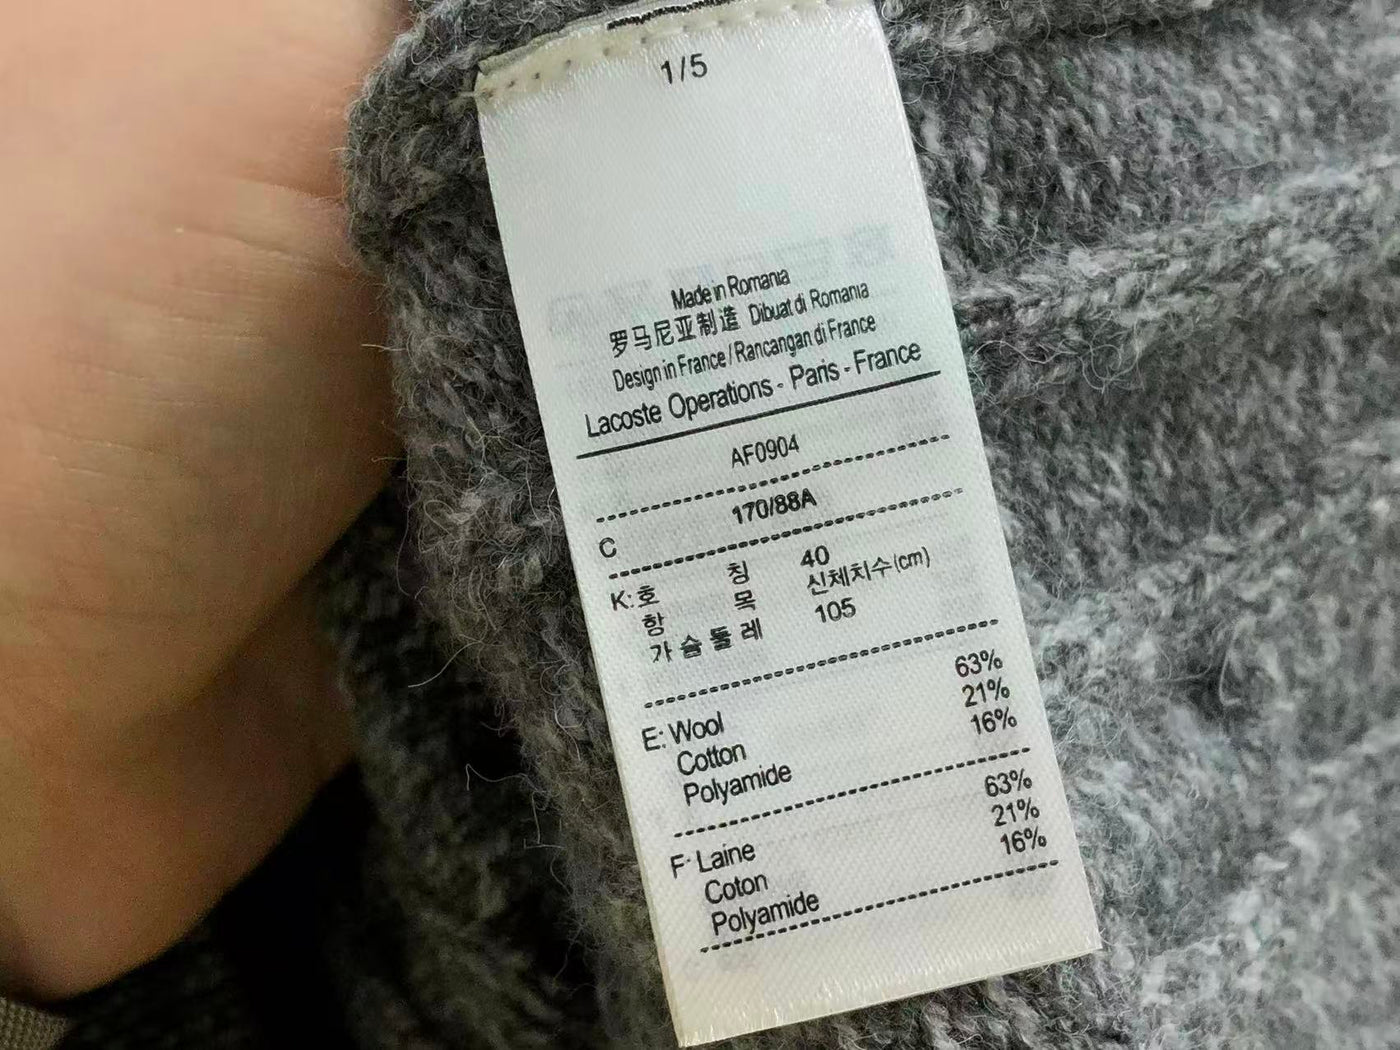 1/5
Made in Romania
罗马尼亚制造 Dibuat di Romania
Design in France / Rancangan di France
Lacoste Operations - Paris - France
AF0904
170/88A
C
K: 호 칭 40
항 목 신체치수(cm)
가슴둘레 105
E: Wool 63%
Cotton 21%
Polyamide 16%
F: Laine 63%
Coton 21%
Polyamide 16%